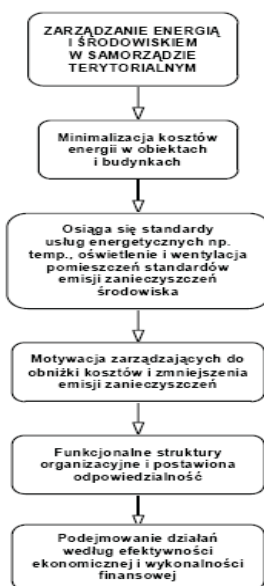 ZARZĄDZANIE ENERGIĄ
I ŚRODOWISKIEM
W SAMORZĄDZIE
TERYTORIALNYM
Minimalizacja kosztów
energii w obiektach
i budynkach
Osiąga się standardy
usług energetycznych np.
temp., oświetlenie i wentylacja
pomieszczeń standardów
emisji zanieczyszczeń
środowiska
Motywacja zarządzających do
obniżki kosztów i zmniejszenia
emisji zanieczyszczeń
Funkcjonalne struktury
organizacyjne i postawiona
odpowiedzialność
Podejmowanie działań
według efektywności
ekonomicznej i wykonalności
finansowej